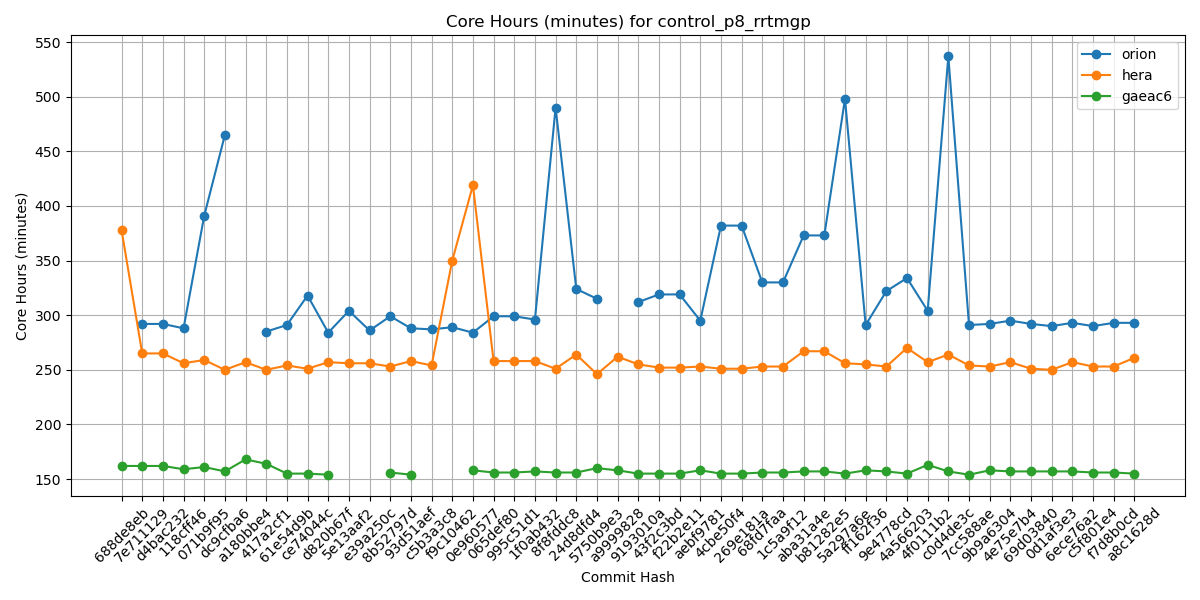 Core Hours (minutes) for control_p8_rrtmgp
550
500
450
400
350
300
250
200
150
Core Hours (minutes)
orion
hera
gaeac6
688de8eb
7e711129
d4bac232
118cff46
071b9f95
dc9cfba6
a180bbe4
417a2cf1
61e54d9b
ce74044c
d820b67f
5e13aaf2
e39a250c
8b52797d
93d51aef
c5b3a3c8
f9c10462
0e960577
065def80
995c51d1
1f0ab432
8f8fddc8
24d8dfd4
5750b9e3
a9999828
9193010a
43f253bd
f22b2e11
aebf9781
4cbe50f4
269e181a
68fd7faa
1c5a9f12
aba31a4e
b81282e5
5a297a6e
ff162f36
9e4778cd
4a566203
4f0111b2
c0d4de3c
7cc588ae
9b9a6304
4e75e7b4
69d03840
0d1af3e3
6ece76a2
c5f801e4
f7d8b0cd
a8c1628d
Commit Hash